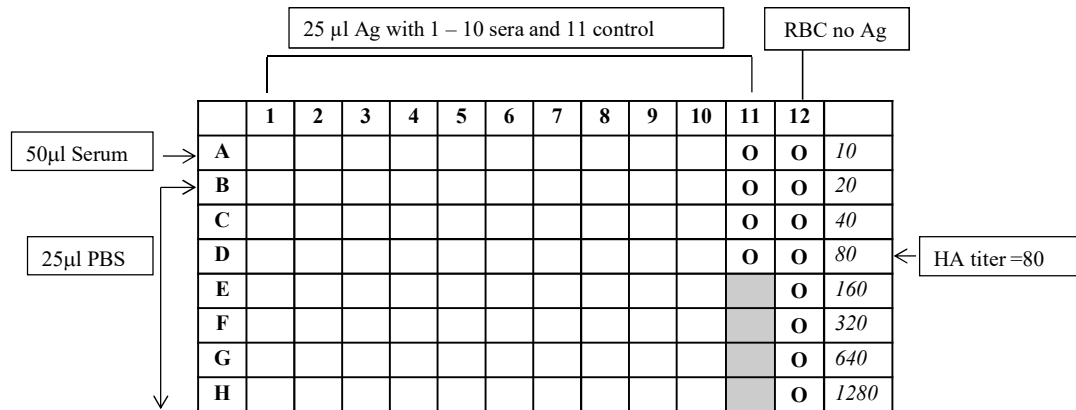 25 µl Ag with 1 – 10 sera and 11 control
RBC no Ag
1 2 3 4 5 6 7 8 9 10 11 12
50µl Serum
A O O 10
B O O 20
C O O 40
25µl PBS
D O O 80
HA titer =80
E O 160
F O 320
G O 640
H O 1280